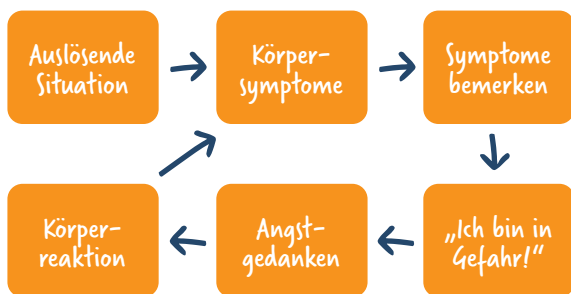 Auslösende
Situation
Körper-
symptome
Symptome
bemerken
Körper-
reaktion
Angst-
gedanken
„Ich bin in
Gefahr!“